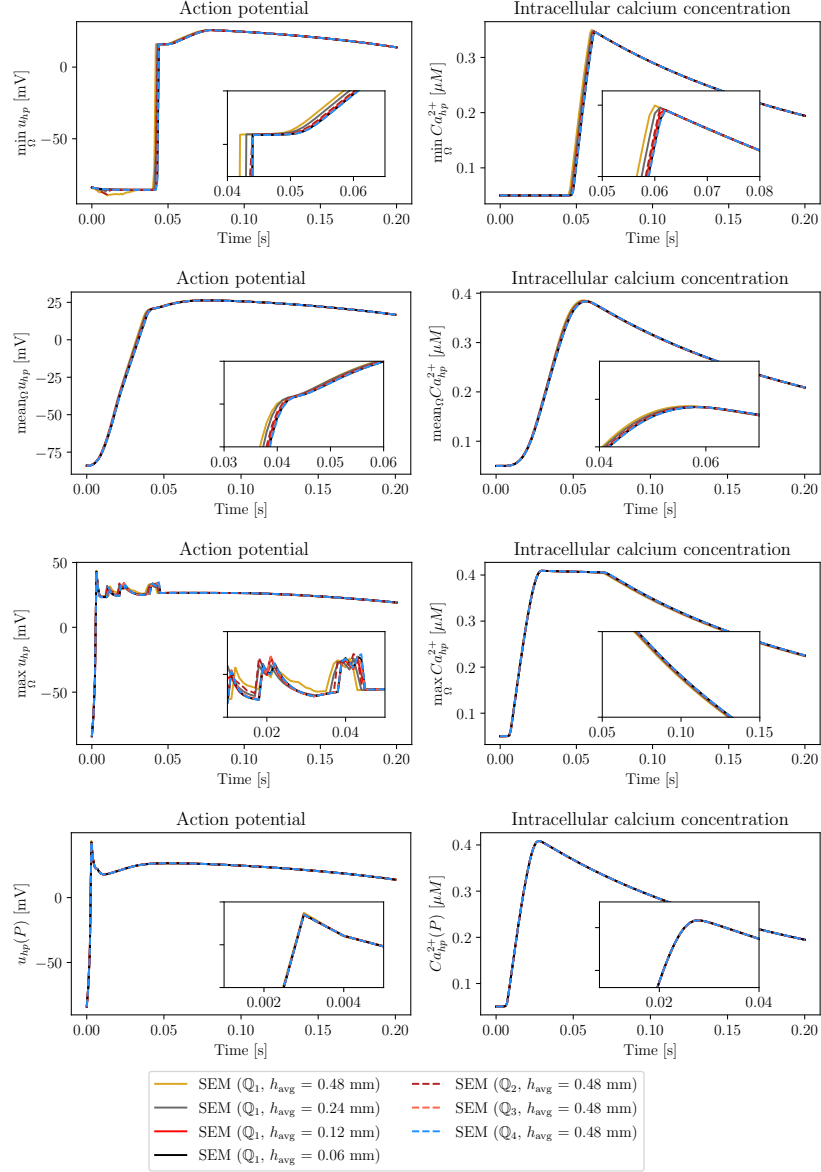 Action potential
Intracellular calcium concentration
min_Ω u_hp [mV]
0
−50
0.00 0.05 0.10 0.15 0.20
Time [s]
0.04 0.05 0.06
min_Ω Ca²⁺_hp [μM]
0.3
0.2
0.1
0.00 0.05 0.10 0.15 0.20
Time [s]
0.05 0.06 0.07 0.08
Action potential
Intracellular calcium concentration
mean_Ω u_hp [mV]
25
0
−25
−50
−75
0.00 0.05 0.10 0.15 0.20
Time [s]
0.03 0.04 0.05 0.06
mean_Ω Ca²⁺_hp [μM]
0.4
0.3
0.2
0.1
0.00 0.05 0.10 0.15 0.20
Time [s]
0.04 0.06
Action potential
Intracellular calcium concentration
max_Ω u_hp [mV]
50
0
−50
0.00 0.05 0.10 0.15 0.20
Time [s]
0.02 0.04
max_Ω Ca²⁺_hp [μM]
0.4
0.3
0.2
0.1
0.00 0.05 0.10 0.15 0.20
Time [s]
0.05 0.10 0.15
Action potential
Intracellular calcium concentration
u_hp(P) [mV]
0
−50
0.00 0.05 0.10 0.15 0.20
Time [s]
0.002 0.004
Ca²⁺_hp(P) [μM]
0.4
0.3
0.2
0.1
0.00 0.05 0.10 0.15 0.20
Time [s]
0.02 0.04
SEM (ℚ₁, h_avg = 0.48 mm)
SEM (ℚ₁, h_avg = 0.24 mm)
SEM (ℚ₁, h_avg = 0.12 mm)
SEM (ℚ₁, h_avg = 0.06 mm)
SEM (ℚ₂, h_avg = 0.48 mm)
SEM (ℚ₃, h_avg = 0.48 mm)
SEM (ℚ₄, h_avg = 0.48 mm)